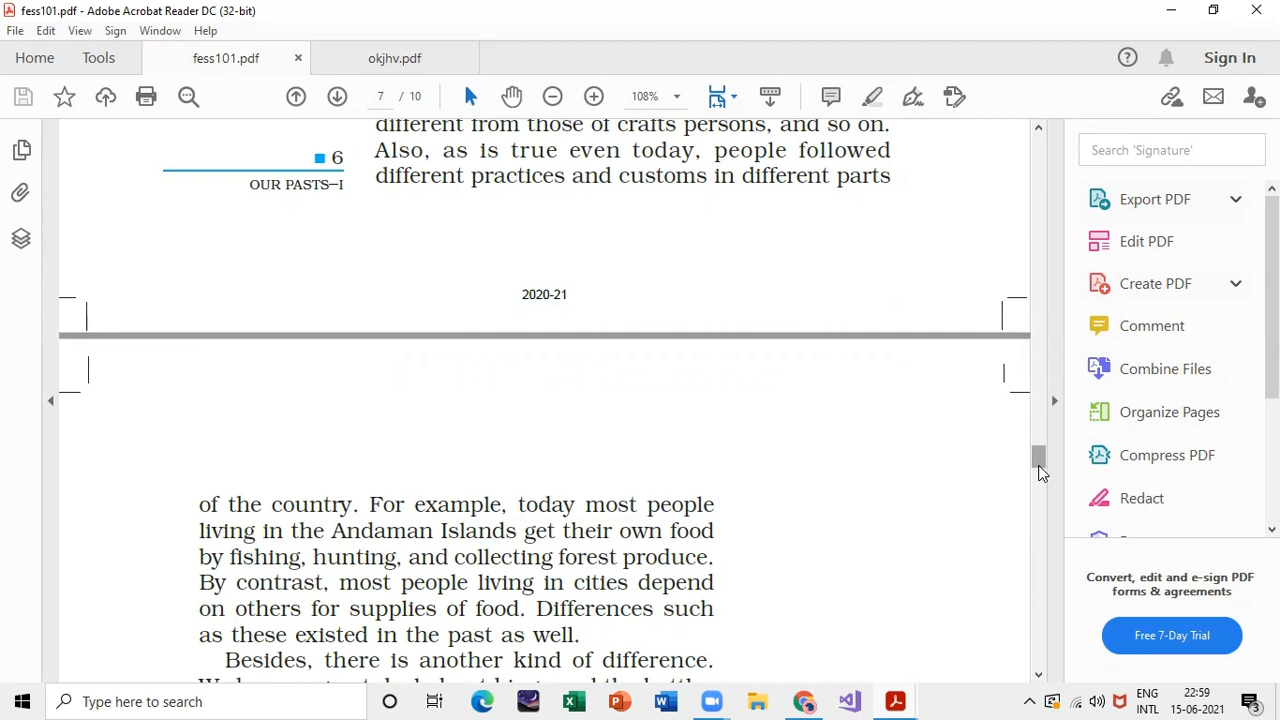 fess101.pdf - Adobe Acrobat Reader DC (32-bit)
File Edit View Sign Window Help
Home Tools fess101.pdf × okjhv.pdf ? Sign In
7 / 10 108%
different from those of crafts persons, and so on.
Also, as is true even today, people followed
different practices and customs in different parts
6
OUR PASTS–I
2020-21
of the country. For example, today most people
living in the Andaman Islands get their own food
by fishing, hunting, and collecting forest produce.
By contrast, most people living in cities depend
on others for supplies of food. Differences such
as these existed in the past as well.
Besides, there is another kind of difference.
Search 'Signature'
Export PDF
Edit PDF
Create PDF
Comment
Combine Files
Organize Pages
Compress PDF
Redact
Convert, edit and e-sign PDF
forms & agreements
Free 7-Day Trial
Type here to search
ENG
INTL
22:59
15-06-2021
3